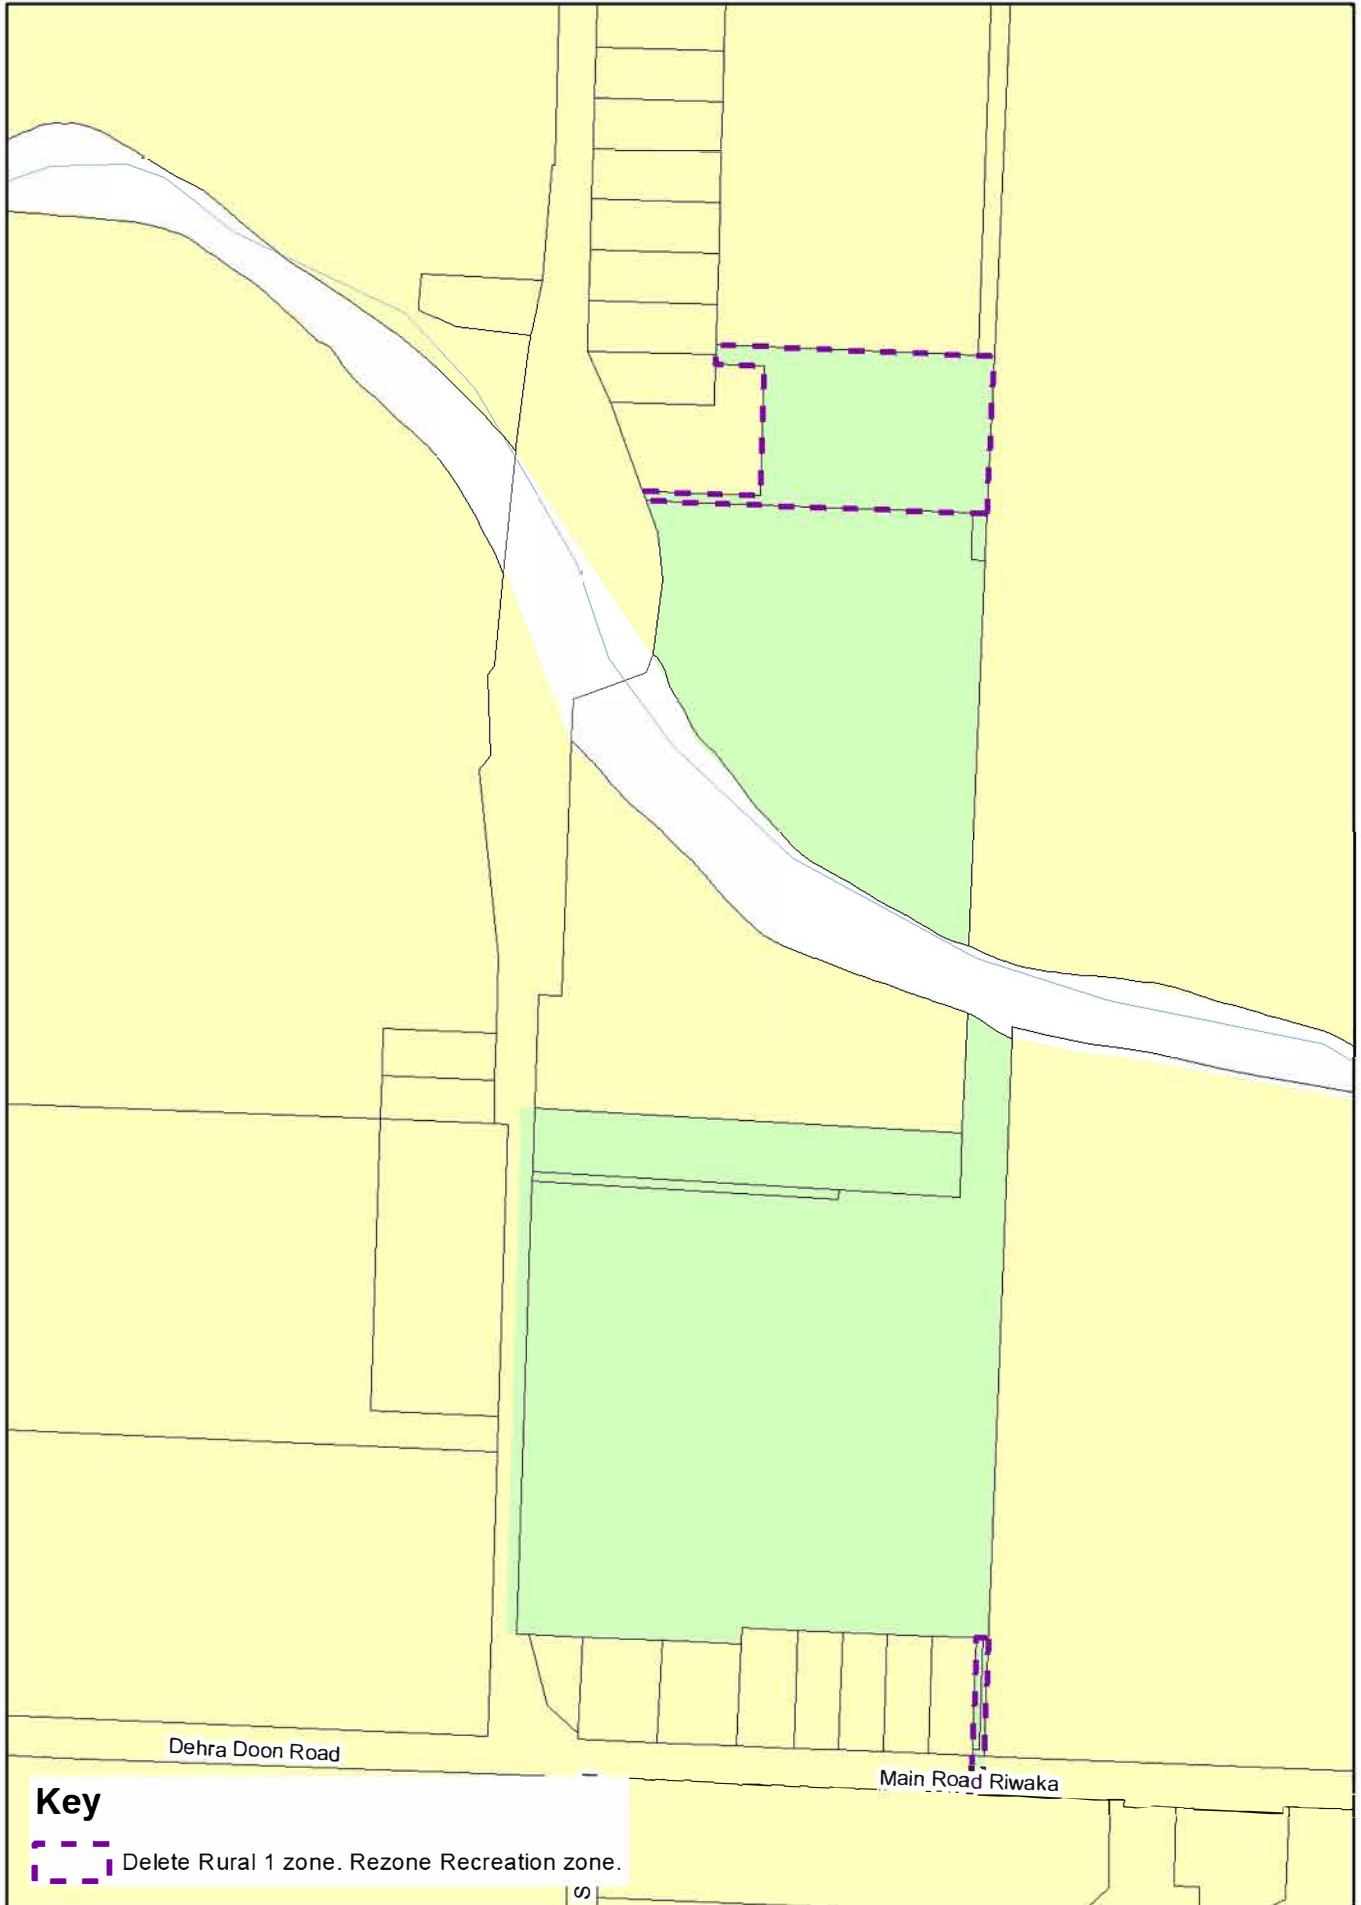 Dehra Doon Road
Main Road Riwaka
Key
Delete Rural 1 zone. Rezone Recreation zone.
S